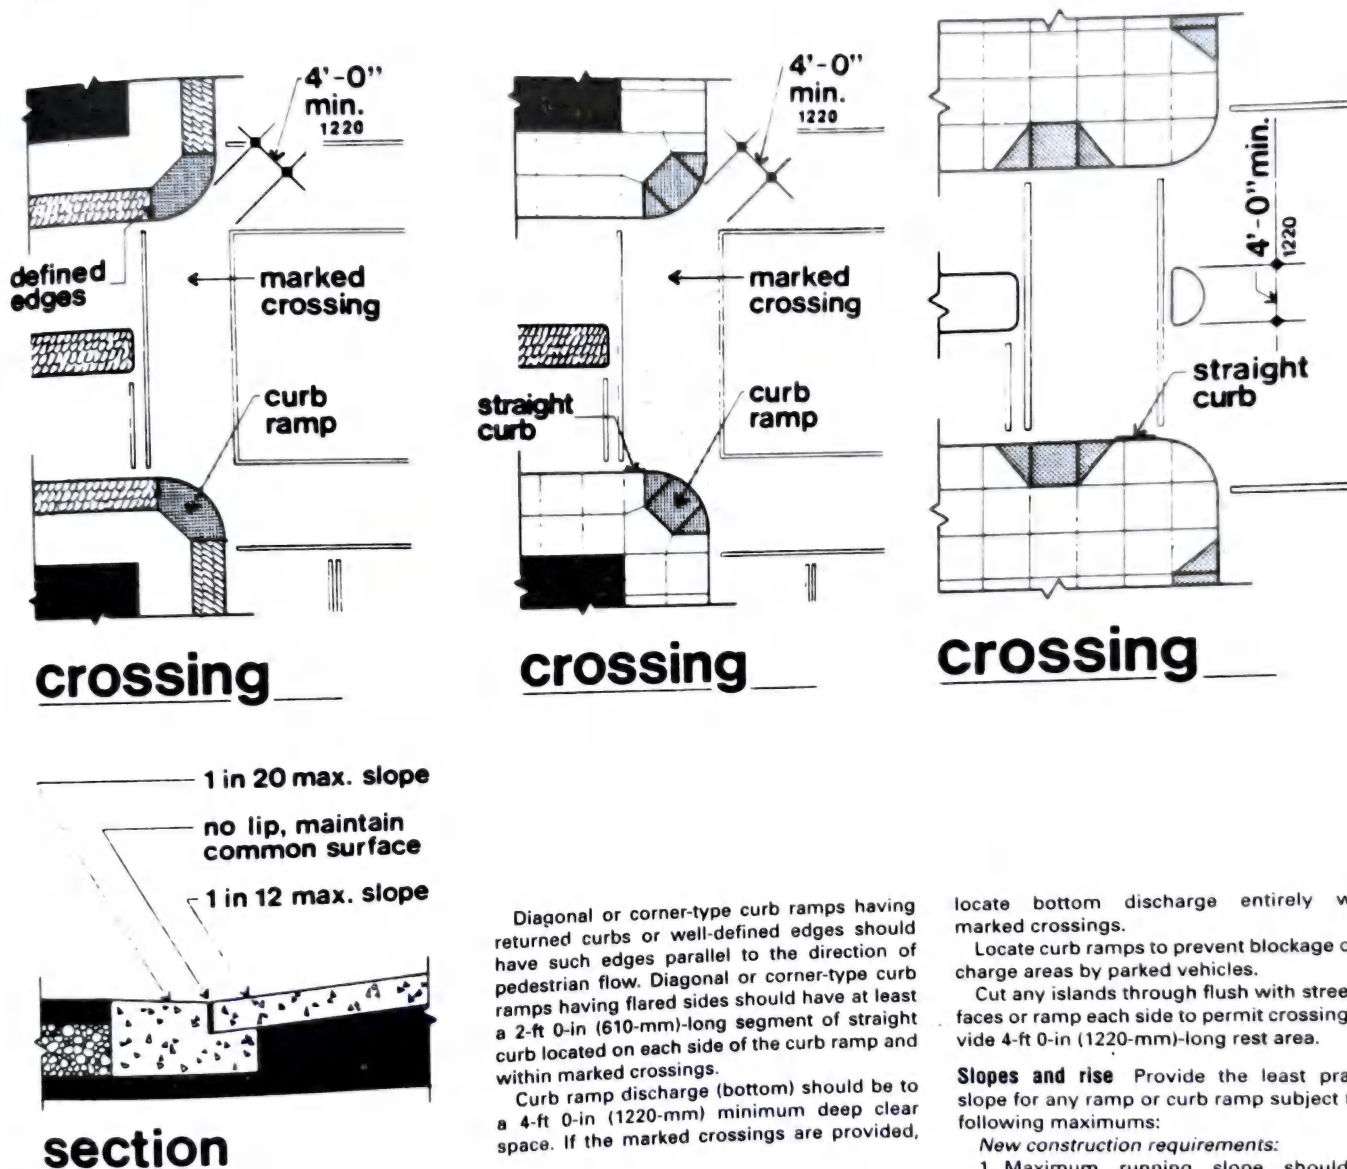 4'-0"
min.
1220
defined
edges
marked
crossing
curb
ramp
crossing
4'-0"
min.
1220
marked
crossing
straight
curb
curb
ramp
crossing
4'-0" min.
1220
straight
curb
crossing
1 in 20 max. slope
no lip, maintain
common surface
1 in 12 max. slope
section
Diagonal or corner-type curb ramps having
returned curbs or well-defined edges should
have such edges parallel to the direction of
pedestrian flow. Diagonal or corner-type curb
ramps having flared sides should have at least
a 2-ft 0-in (610-mm)-long segment of straight
curb located on each side of the curb ramp and
within marked crossings.
Curb ramp discharge (bottom) should be to
a 4-ft 0-in (1220-mm) minimum deep clear
space. If the marked crossings are provided,
locate bottom discharge entirely w
marked crossings.
Locate curb ramps to prevent blockage o
charge areas by parked vehicles.
Cut any islands through flush with stree
faces or ramp each side to permit crossing
vide 4-ft 0-in (1220-mm)-long rest area.
Slopes and rise Provide the least pra
slope for any ramp or curb ramp subject t
following maximums:
New construction requirements:
1. Maximum running slope should